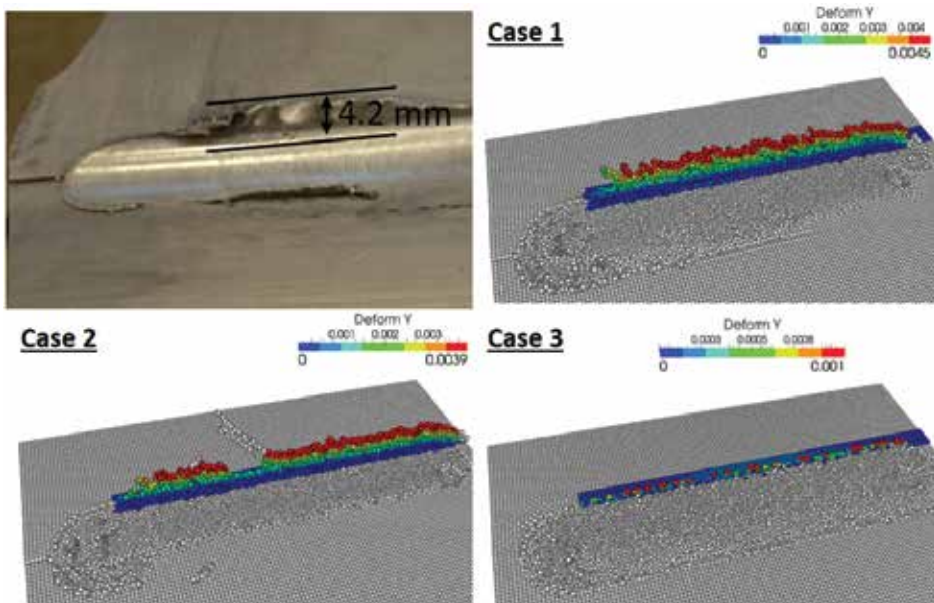 4.2 mm
Case 1
Deform Y
0.001 0.002 0.003 0.004
0 0.0045
Case 2
Deform Y
0.001 0.002 0.003
0 0.0039
Case 3
Deform Y
0.0003 0.0005 0.0008
0 0.001